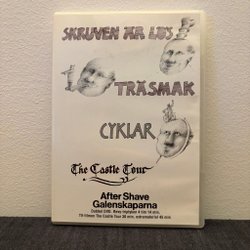 SKRUVEN ÄR LÖS
TRÄSMAK
CYKLAR
The Castle Tour
After Shave
Galenskaparna